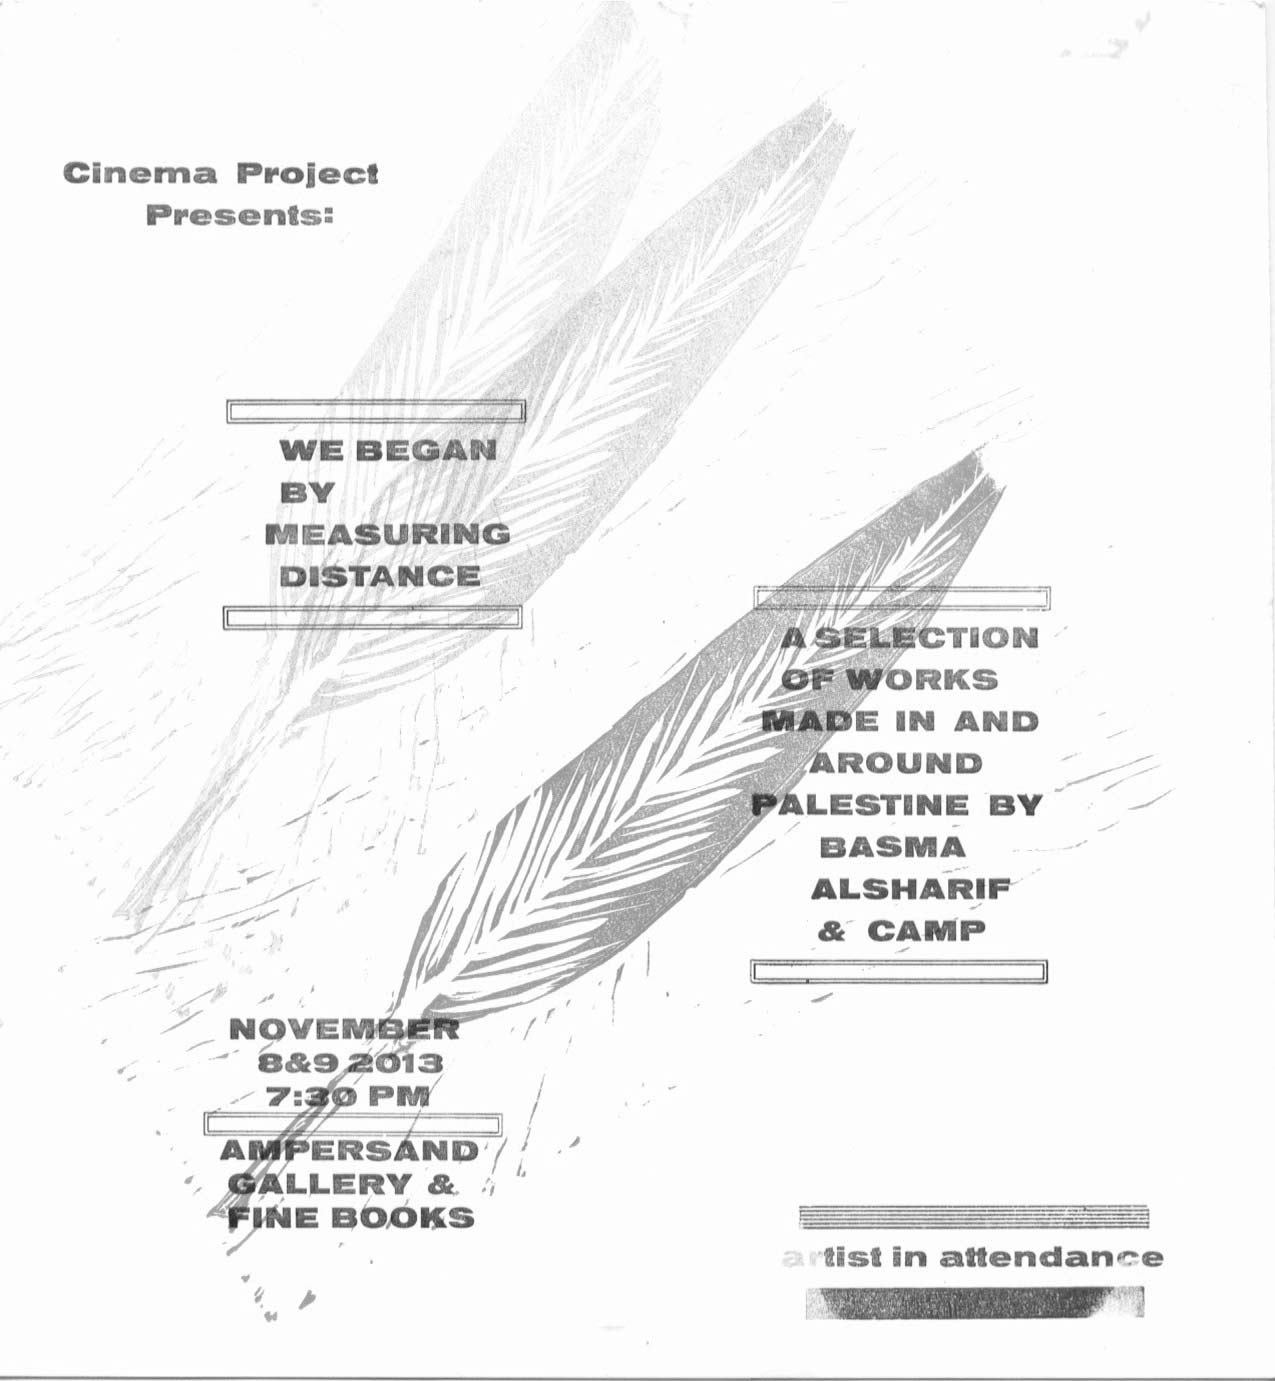 Cinema Project
Presents:
WE BEGAN
BY
MEASURING
DISTANCE
A SELECTION
OF WORKS
MADE IN AND
AROUND
PALESTINE BY
BASMA
ALSHARIF
& CAMP
NOVEMBER
8&9 2013
7:30 PM
AMPERSAND
GALLERY &
FINE BOOKS
artist in attendance